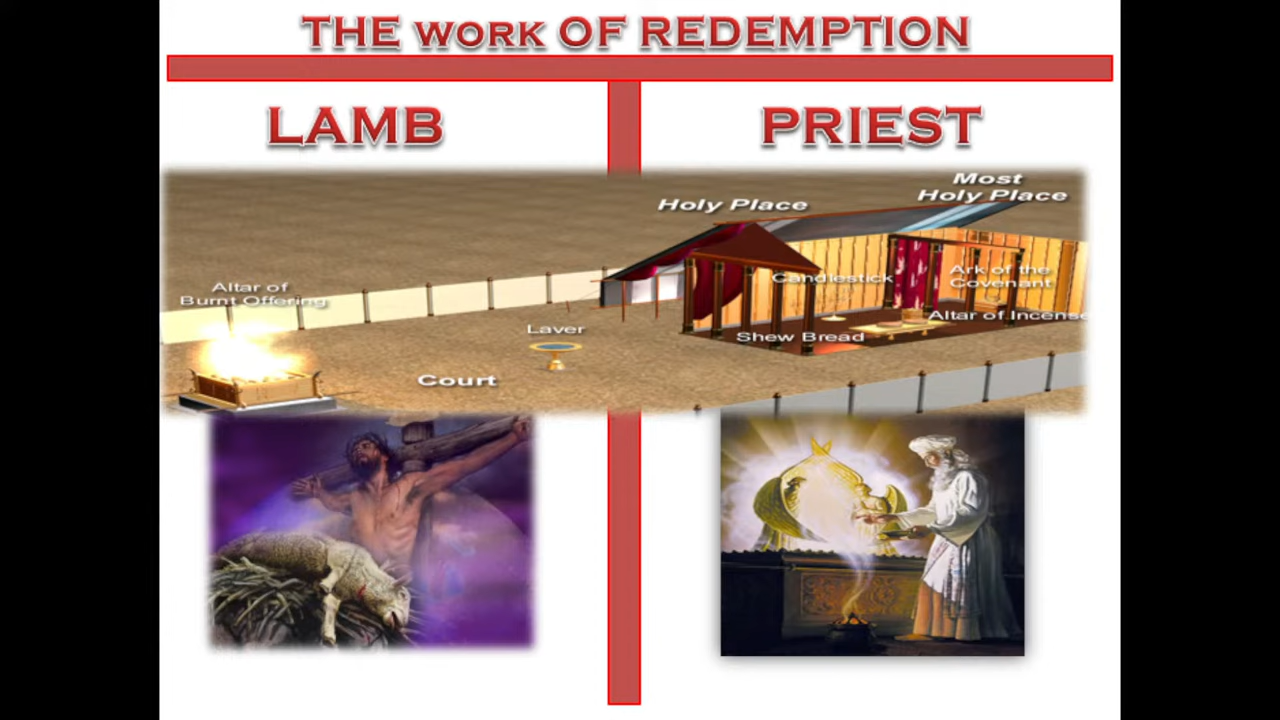 THE WORK OF REDEMPTION
LAMB
PRIEST
Most
Holy Place
Holy Place
Candlestick
Ark of the
Covenant
Altar of
Burnt Offering
Altar of Incense
Laver
Shew Bread
Court